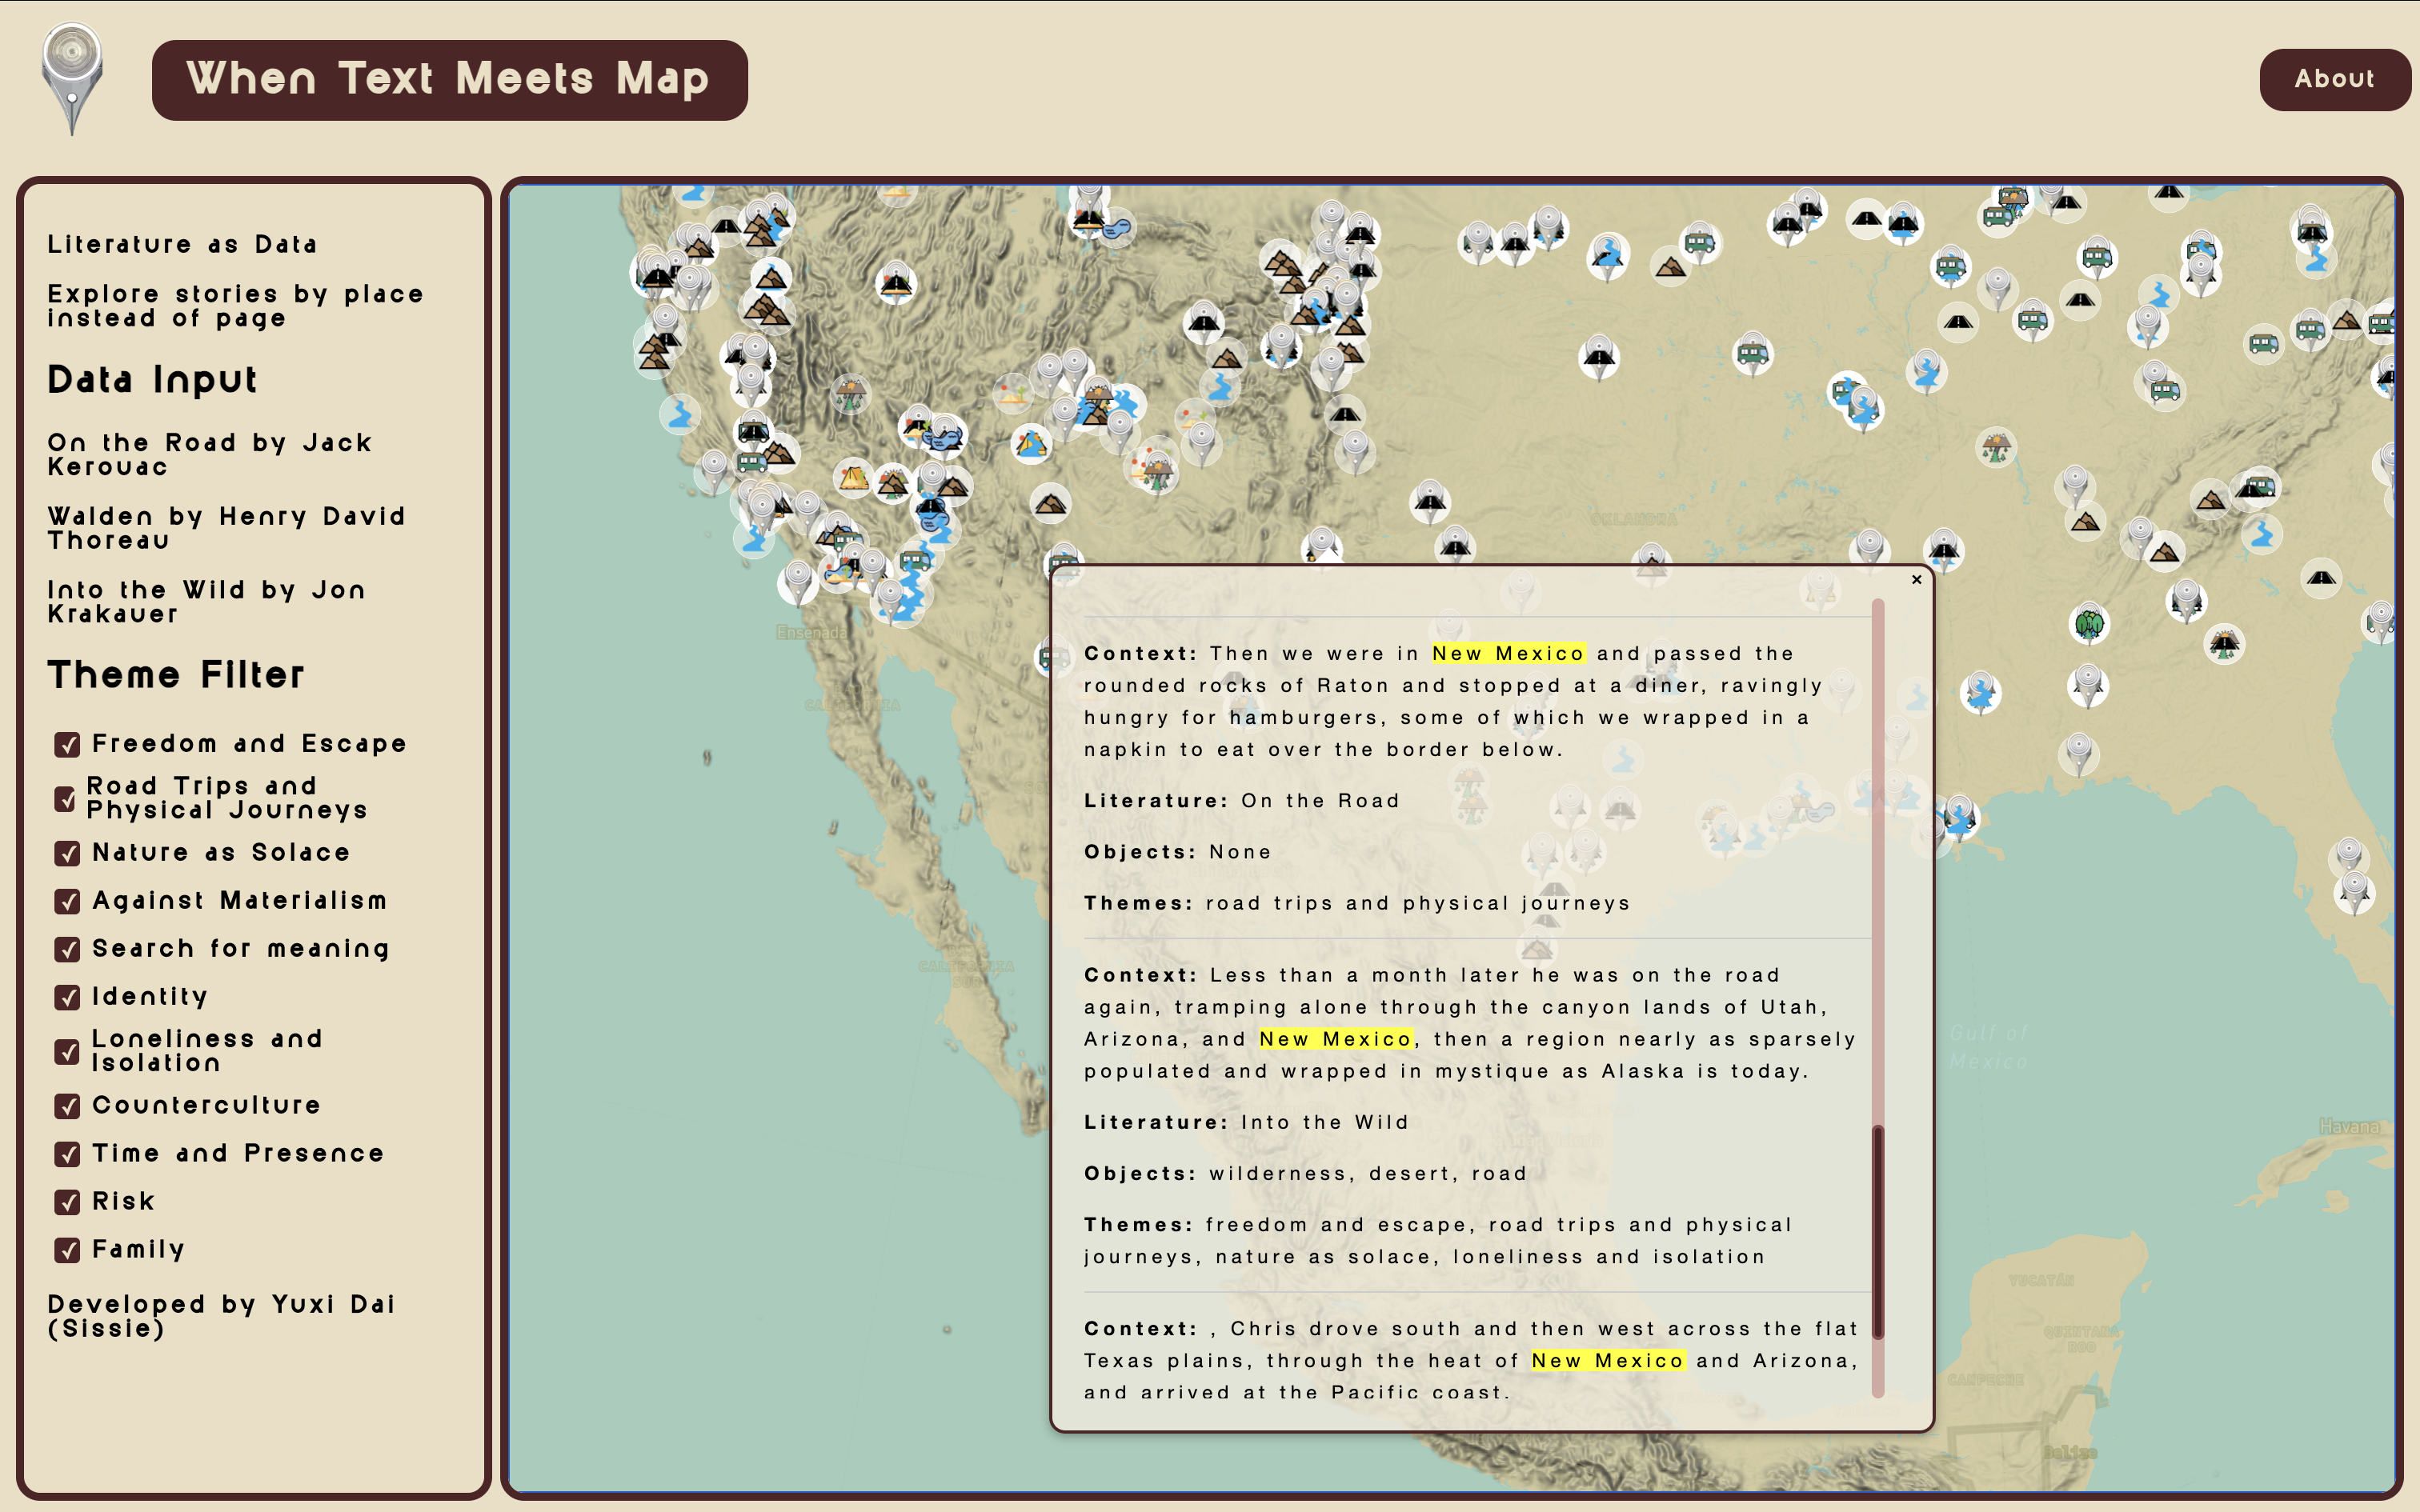 When Text Meets Map
About
Literature as Data
Explore stories by place
instead of page
Data Input
On the Road by Jack
Kerouac
Walden by Henry David
Thoreau
Into the Wild by Jon
Krakauer
Theme Filter
Freedom and Escape
Road Trips and
Physical Journeys
Nature as Solace
Against Materialism
Search for meaning
Identity
Loneliness and
Isolation
Counterculture
Time and Presence
Risk
Family
Developed by Yuxi Dai
(Sissie)
OKLAHOMA
Ensenada
CALIFORNIA
CALIFORNIA
SUR
×
Context: Then we were in New Mexico and passed the
rounded rocks of Raton and stopped at a diner, ravingly
hungry for hamburgers, some of which we wrapped in a
napkin to eat over the border below.
Literature: On the Road
Objects: None
Themes: road trips and physical journeys
Context: Less than a month later he was on the road
again, tramping alone through the canyon lands of Utah,
Arizona, and New Mexico, then a region nearly as sparsely
populated and wrapped in mystique as Alaska is today.
Literature: Into the Wild
Objects: wilderness, desert, road
Themes: freedom and escape, road trips and physical
journeys, nature as solace, loneliness and isolation
Context: , Chris drove south and then west across the flat
Texas plains, through the heat of New Mexico and Arizona,
and arrived at the Pacific coast.
Gulf of
Mexico
Havana
YUCATÁN
QUINTANA
ROO
CAMPECHE
Belize